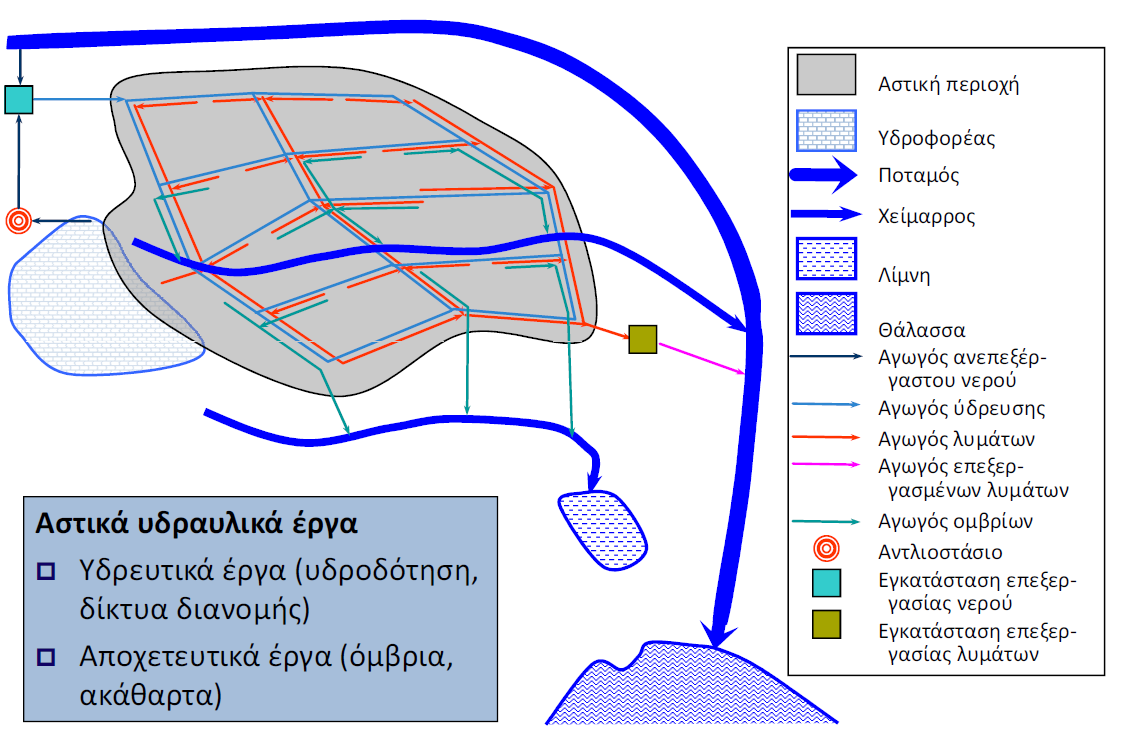 Αστική περιοχή
Υδροφορέας
Ποταμός
Χείμαρρος
Λίμνη
Θάλασσα
Αγωγός ανεπεξέρ-
γαστου νερού
Αγωγός ύδρευσης
Αγωγός λυμάτων
Αγωγός επεξερ-
γασμένων λυμάτων
Αγωγός ομβρίων
Αντλιοστάσιο
Εγκατάσταση επεξερ-
γασίας νερού
Εγκατάσταση επεξερ-
γασίας λυμάτων
Αστικά υδραυλικά έργα
Υδρευτικά έργα (υδροδότηση,
δίκτυα διανομής)
Αποχετευτικά έργα (όμβρια,
ακάθαρτα)